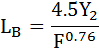 L_B = 4.5Y_2 / F^0.76